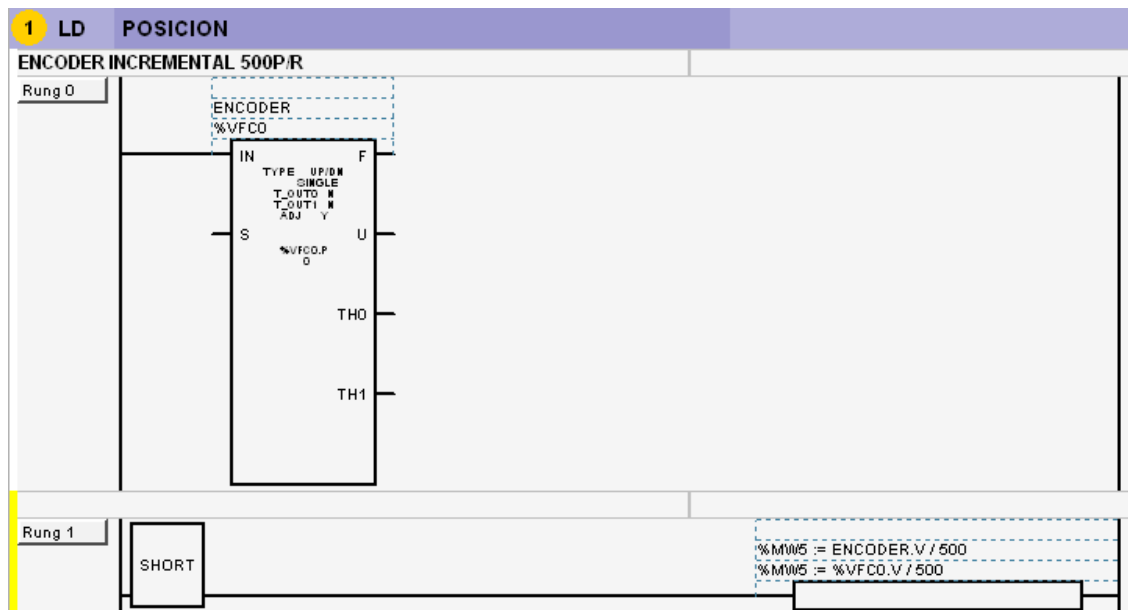 1 LD POSICION
ENCODER INCREMENTAL 500P/R
Rung 0
ENCODER
%VFC0
IN F
TYPE UP/DN
SINGLE
T_OUT0 N
T_OUT1 N
ADJ Y
S U
%VFC0.P
0
TH0
TH1
Rung 1
SHORT
%MW5 := ENCODER.V / 500
%MW5 := %VFC0.V / 500